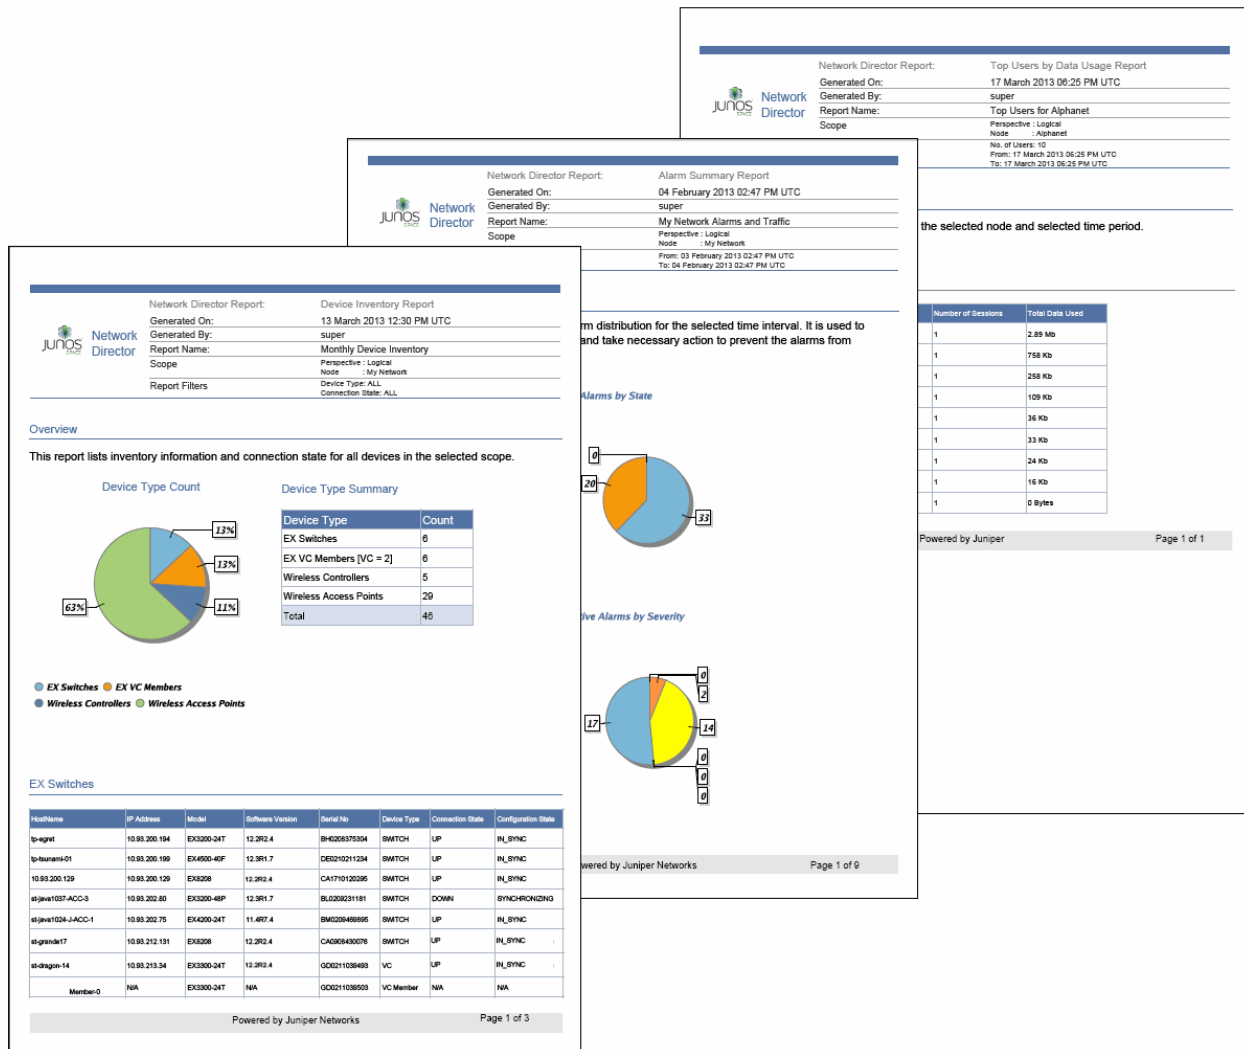 Network Director Report: Top Users by Data Usage Report
Generated On: 17 March 2013 06:25 PM UTC
Generated By: super
Report Name: Top Users for Alphanet
Scope Perspective : Logical
Node : Alphanet
No. of Users: 10
From: 17 March 2013 06:25 PM UTC
To: 17 March 2013 06:25 PM UTC
JUNOS SPACE
Network
Director
the selected node and selected time period.
Number of Sessions Total Data Used
1 2.89 Mb
1 758 Kb
1 258 Kb
1 109 Kb
1 36 Kb
1 33 Kb
1 24 Kb
1 16 Kb
1 0 Bytes
Powered by Juniper Page 1 of 1
Network Director Report: Alarm Summary Report
Generated On: 04 February 2013 02:47 PM UTC
Generated By: super
Report Name: My Network Alarms and Traffic
Scope Perspective : Logical
Node : My Network
From: 03 February 2013 02:47 PM UTC
To: 04 February 2013 02:47 PM UTC
JUNOS SPACE
Network
Director
rm distribution for the selected time interval. It is used to
and take necessary action to prevent the alarms from
Alarms by State
0
20
33
tive Alarms by Severity
0
2
17
14
0
0
0
wered by Juniper Networks Page 1 of 9
Network Director Report: Device Inventory Report
Generated On: 13 March 2013 12:30 PM UTC
Generated By: super
Report Name: Monthly Device Inventory
Scope Perspective : Logical
Node : My Network
Report Filters Device Type: ALL
Connection State: ALL
JUNOS SPACE
Network
Director
Overview
This report lists inventory information and connection state for all devices in the selected scope.
Device Type Count
13%
13%
11%
63%
EX Switches EX VC Members
Wireless Controllers Wireless Access Points
Device Type Summary
Device Type Count
EX Switches 6
EX VC Members [VC = 2] 6
Wireless Controllers 5
Wireless Access Points 29
Total 46
EX Switches
HostName IP Address Model Software Version Serial No Device Type Connection State Configuration State
tp-egret 10.93.200.194 EX3200-24T 12.2R2.4 BH0208375304 SWITCH UP IN_SYNC
tp-tsunami-01 10.93.200.199 EX4500-40F 12.3R1.7 DE0210211234 SWITCH UP IN_SYNC
10.93.200.129 10.93.200.129 EX8208 12.2R2.4 CA1710120295 SWITCH UP IN_SYNC
st-java1037-ACC-3 10.93.202.80 EX3200-48P 12.3R1.7 BL0209231181 SWITCH DOWN SYNCHRONIZING
st-java1024-J-ACC-1 10.93.202.75 EX4200-24T 11.4R7.4 BM0209469895 SWITCH UP IN_SYNC
st-grande17 10.93.212.131 EX8208 12.2R2.4 CA0908430076 SWITCH UP IN_SYNC
st-dragon-14 10.93.213.34 EX3300-24T 12.2R2.4 GD0211039493 VC UP IN_SYNC
Member-0 N/A EX3300-24T N/A GD0211039503 VC Member N/A N/A
Powered by Juniper Networks Page 1 of 3